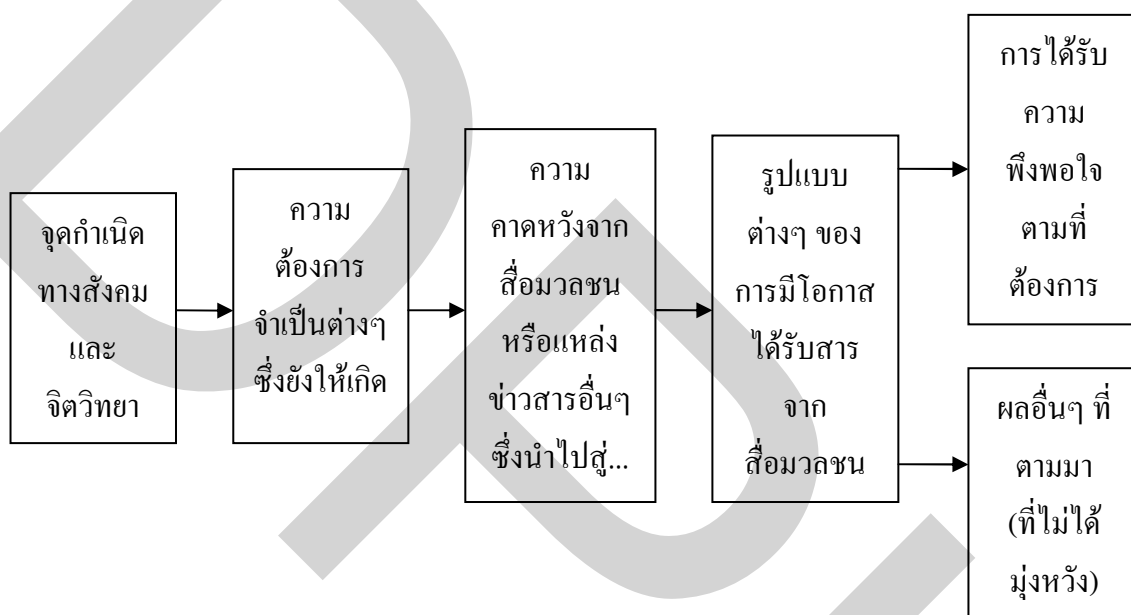 จุดกำเนิด
ทางสังคม
และ
จิตวิทยา
ความ
ต้องการ
จำเป็นต่างๆ
ซึ่งยังให้เกิด
ความ
คาดหวังจาก
สื่อมวลชน
หรือแหล่ง
ข่าวสารอื่นๆ
ซึ่งนำไปสู่...
รูปแบบ
ต่างๆ ของ
การมีโอกาส
ได้รับสาร
จาก
สื่อมวลชน
การได้รับ
ความ
พึงพอใจ
ตามที่
ต้องการ
ผลอื่นๆ ที่
ตามมา
(ที่ไม่ได้
มุ่งหวัง)